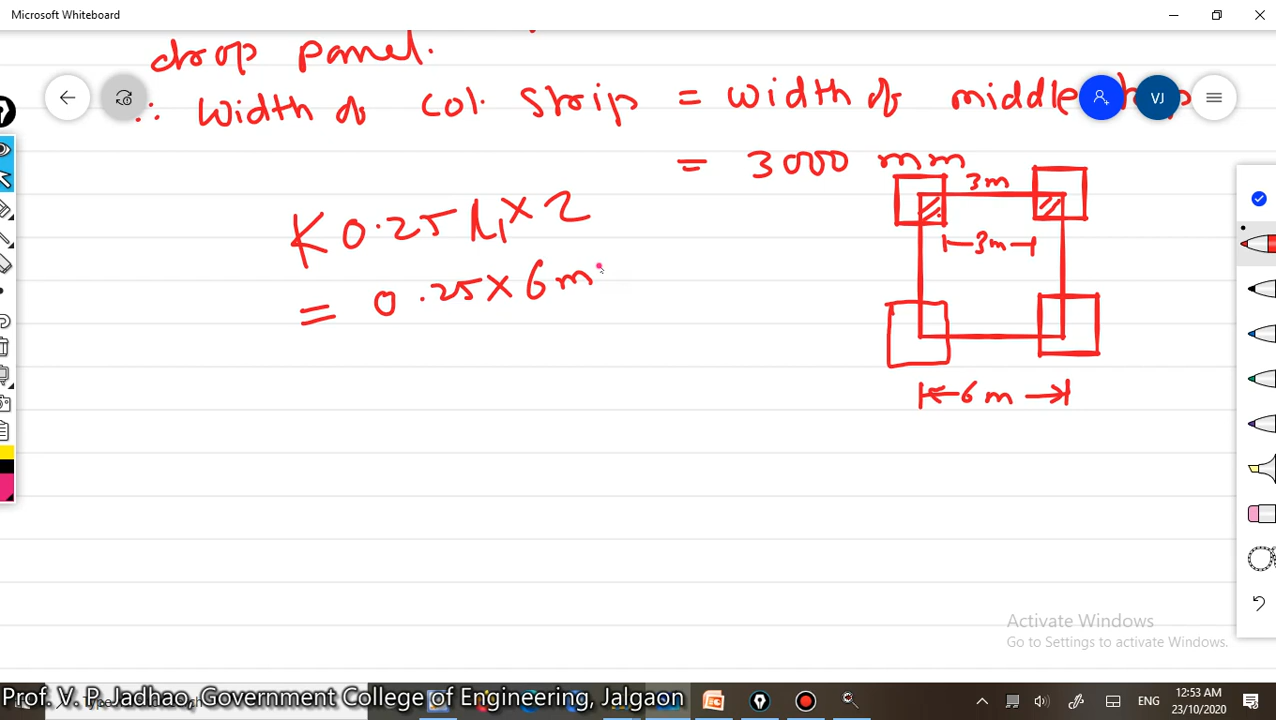 Microsoft Whiteboard
drop panel.
∴ Width of col. strip = width of middle
VJ
= 3000 mm
3m
K 0.25 l1 × 2
3m
= 0.25 × 6m
6m
Activate Windows
Go to Settings to activate Windows.
Prof. V. P. Jadhao, Government College of Engineering, Jalgaon
ENG
12:53 AM
23/10/2020